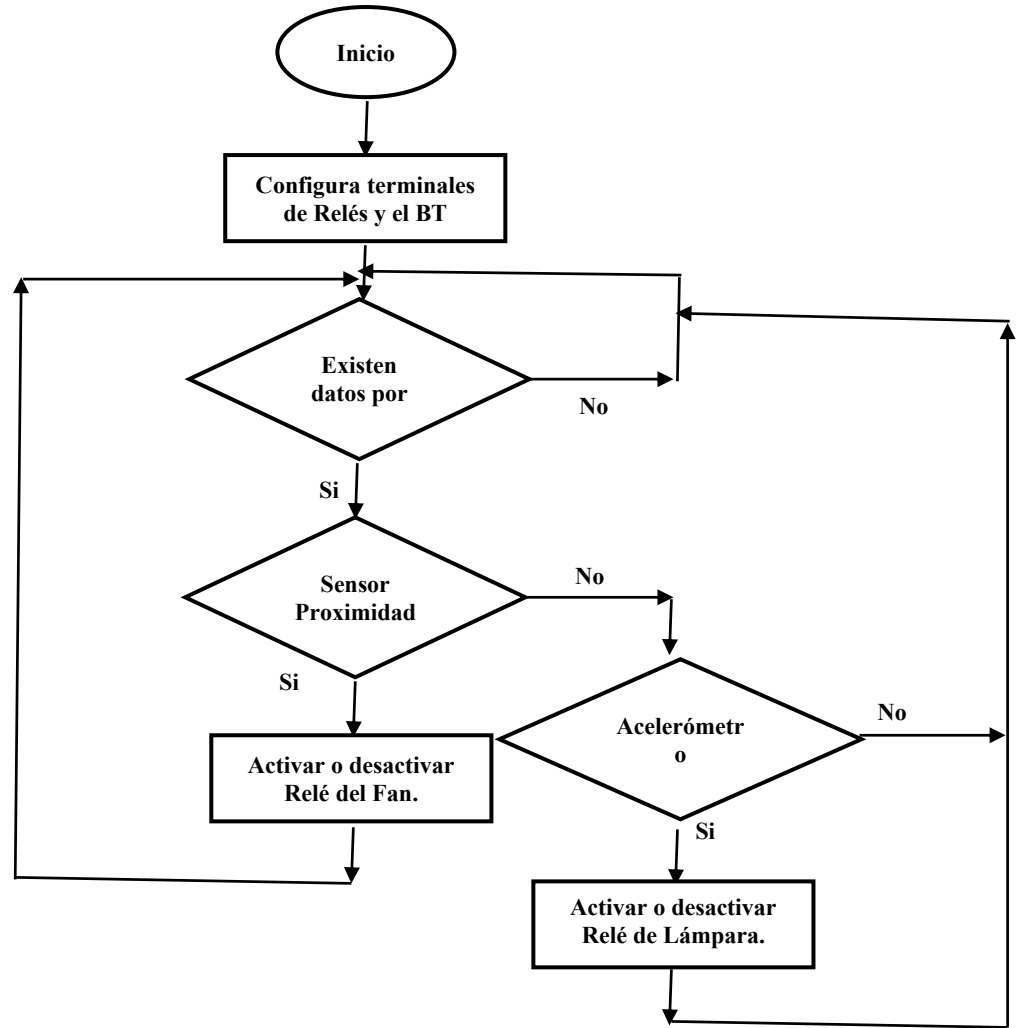 Inicio
Configura terminales
de Relés y el BT
Existen
datos por
No
Si
Sensor
Proximidad
No
Si
Acelerómetr
o
No
Activar o desactivar
Relé del Fan.
Si
Activar o desactivar
Relé de Lámpara.